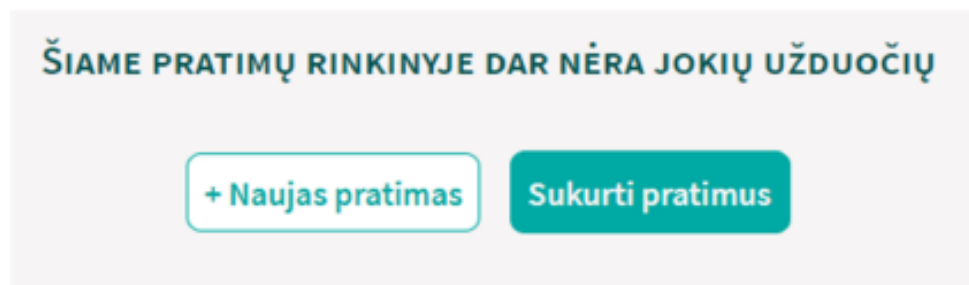 Šiame pratimų rinkinyje dar nėra jokių užduočių
+ Naujas pratimas
Sukurti pratimus